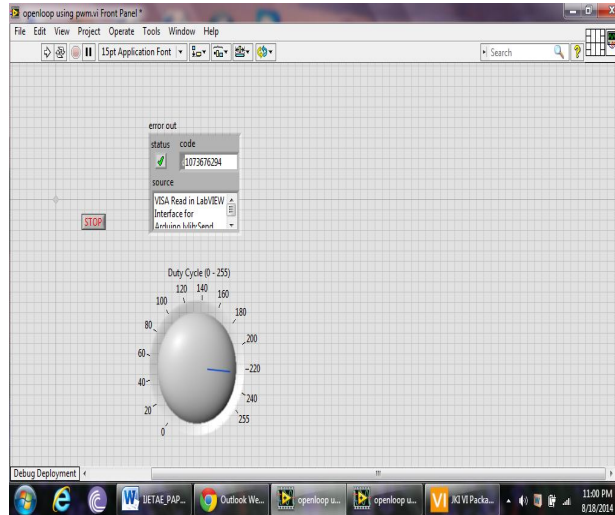 openloop using pwm.vi Front Panel *
File Edit View Project Operate Tools Window Help
15pt Application Font
Search
error out
status code
1073676294
source
VISA Read in LabVIEW
Interface for
Arduino.lvlib:Send
STOP
Duty Cycle (0 - 255)
120 140
100 160
80 180
60 200
40 220
20 240
0 255
Debug Deployment
IJETAE_PAP... Outlook We... openloop u... openloop u... JKI VI Packa...
11:00 PM